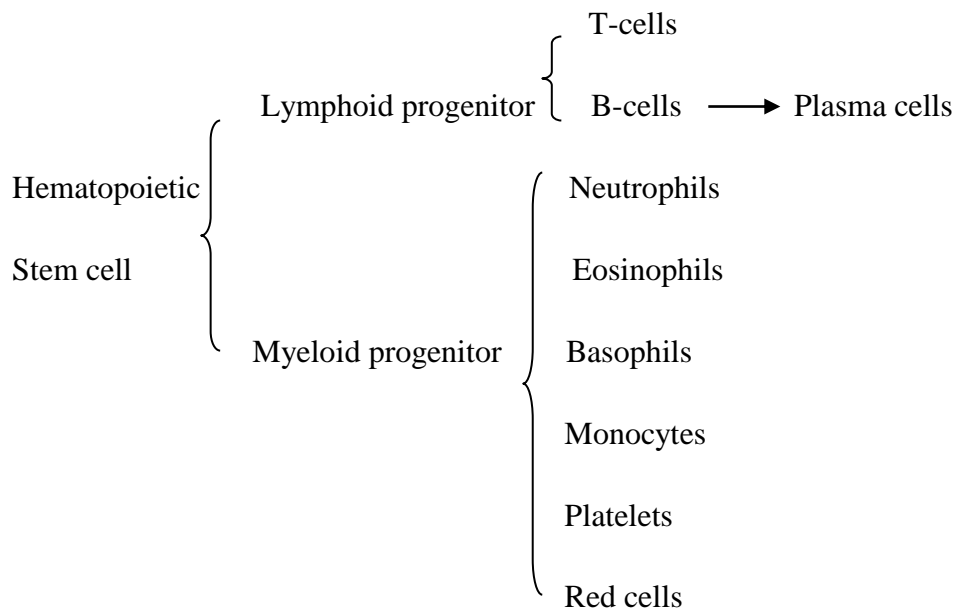 T-cells
Lymphoid progenitor B-cells Plasma cells
Hematopoietic Neutrophils
Stem cell Eosinophils
Myeloid progenitor Basophils
Monocytes
Platelets
Red cells